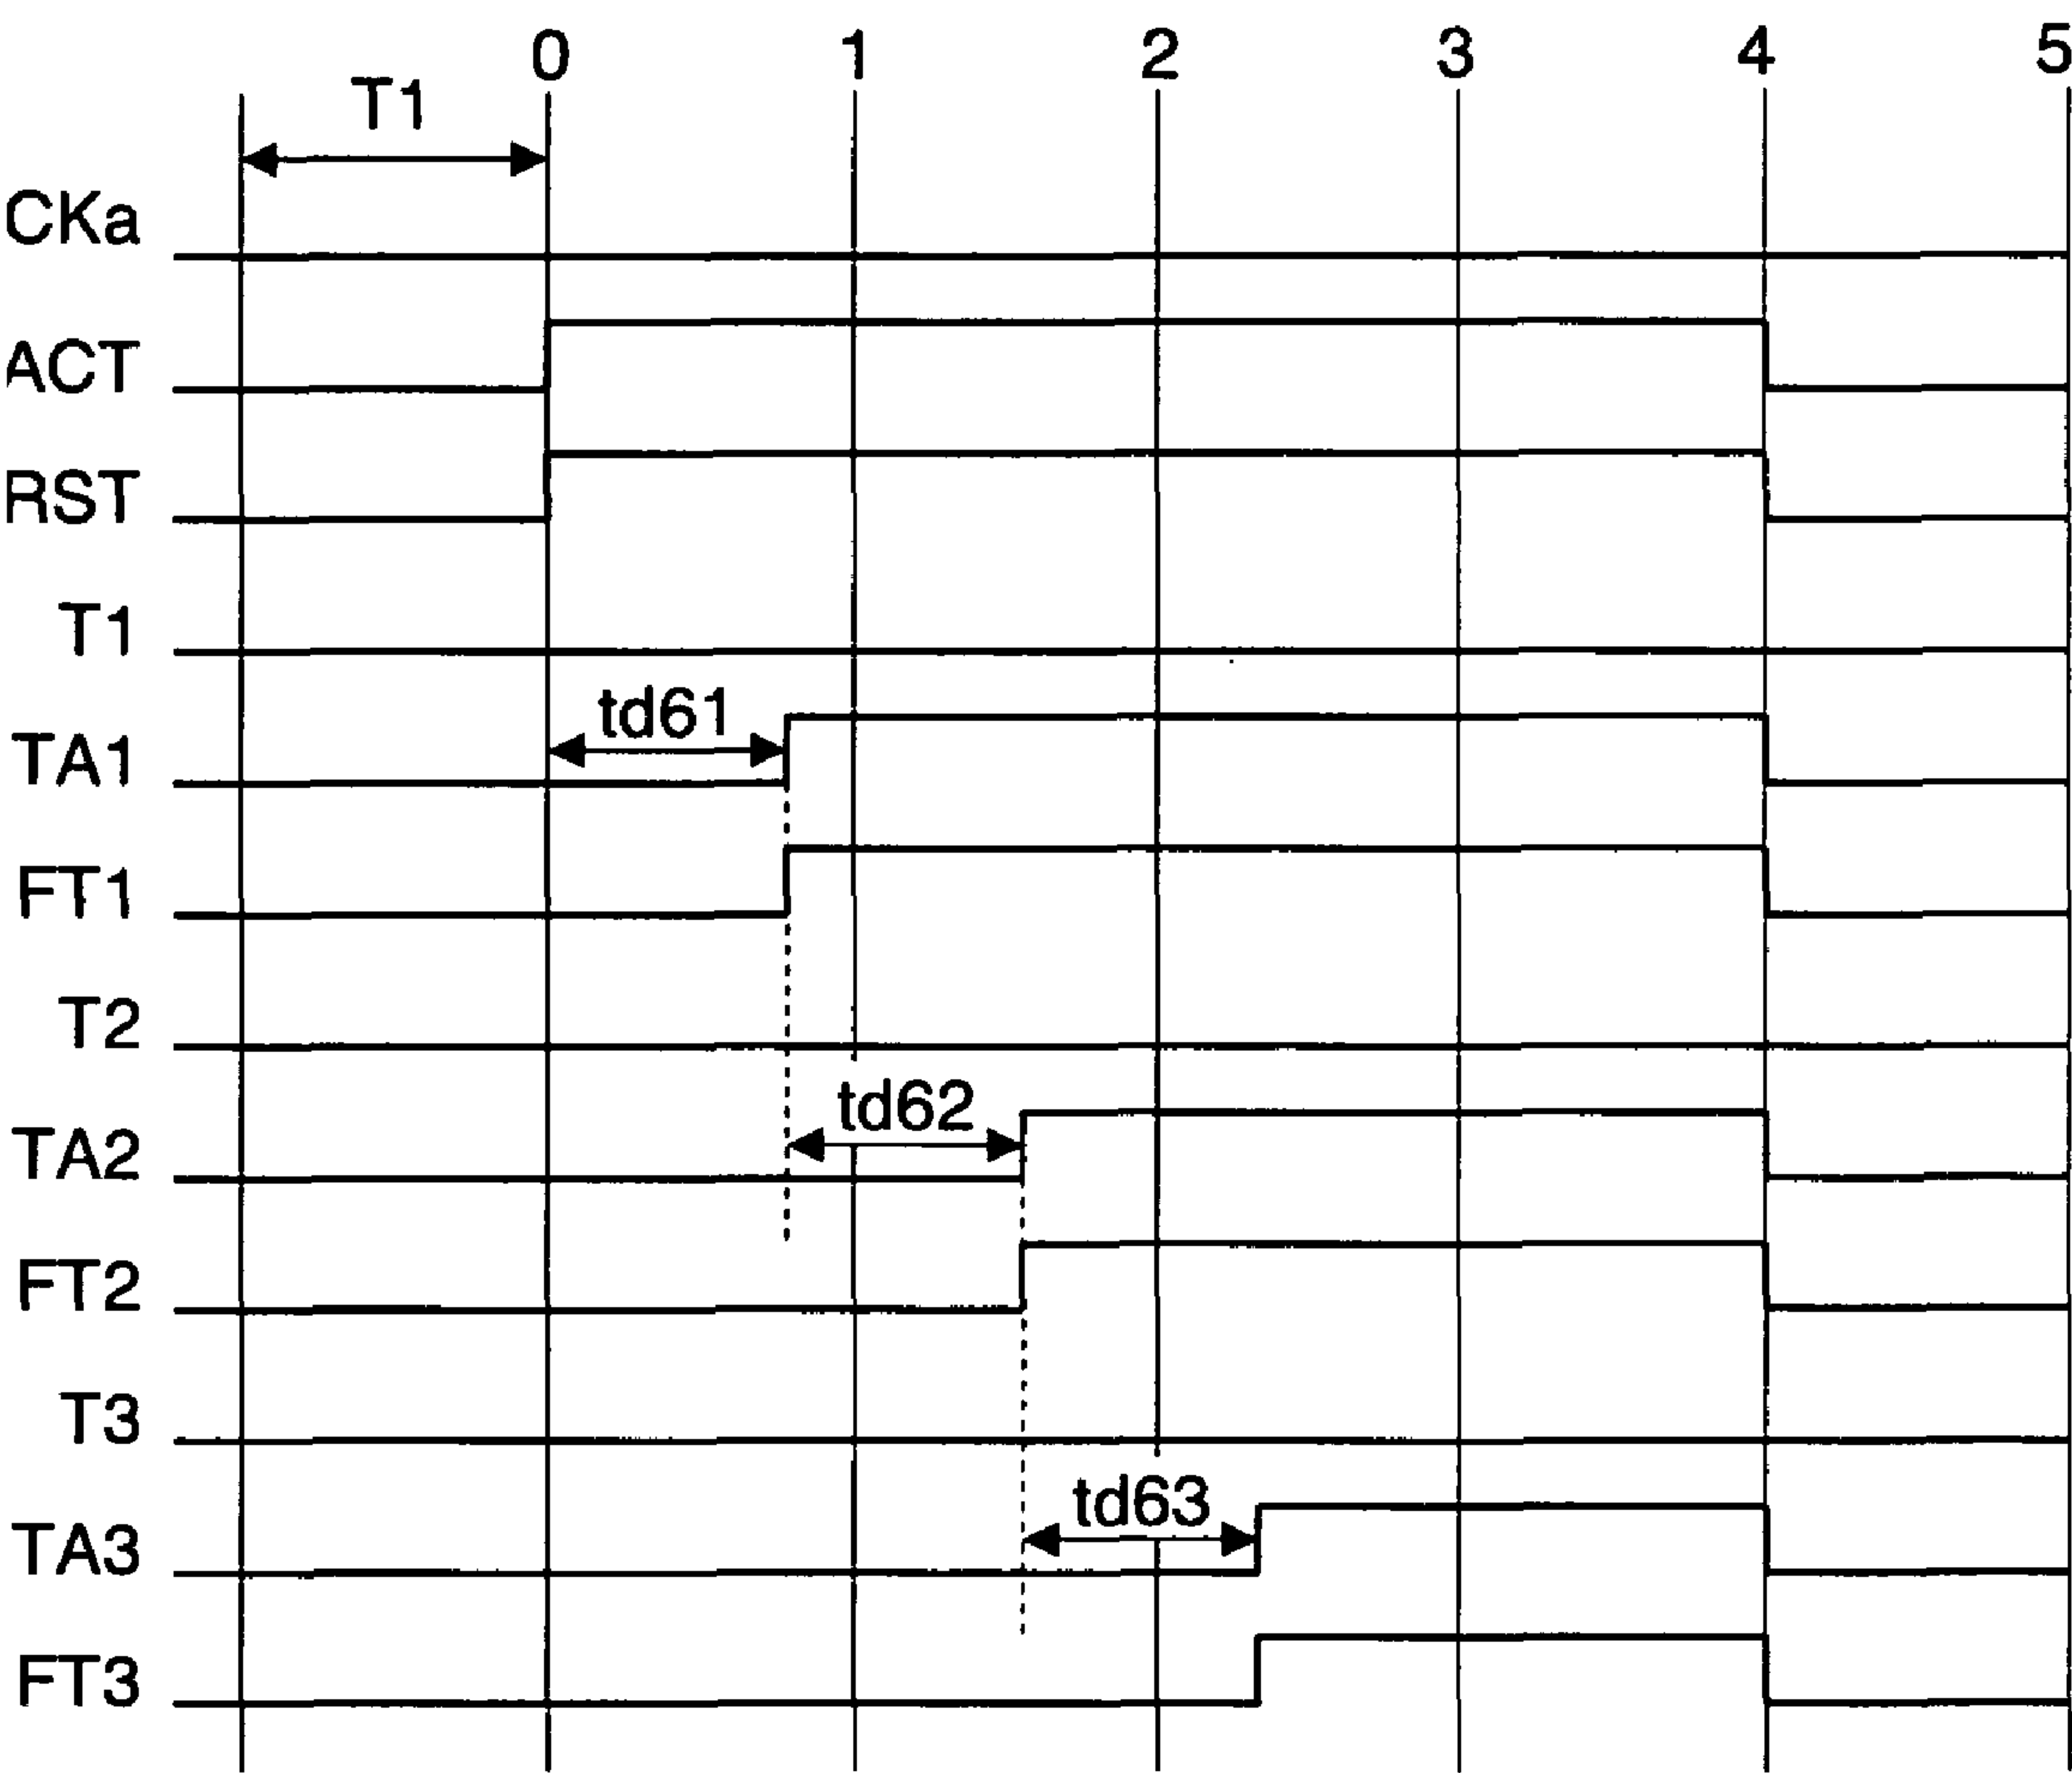 0 1 2 3 4 5
T1
CKa
ACT
RST
T1
td61
TA1
FT1
T2
td62
TA2
FT2
T3
td63
TA3
FT3